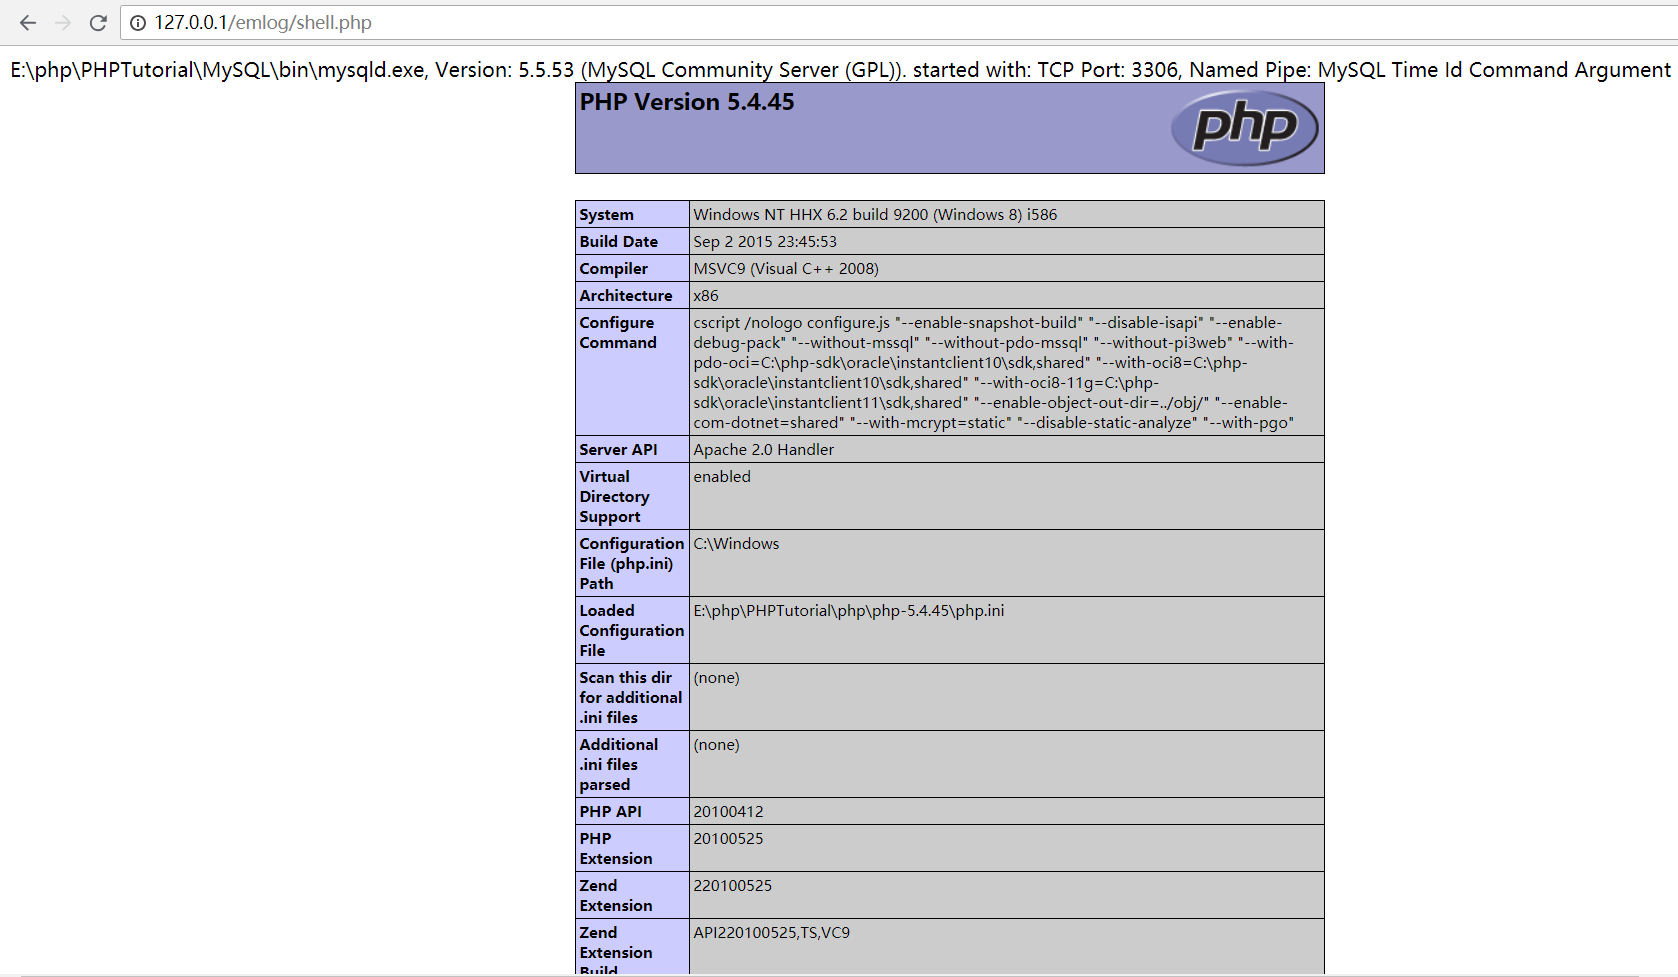 127.0.0.1/emlog/shell.php
E:\php\PHPTutorial\MySQL\bin\mysqld.exe, Version: 5.5.53 (MySQL Community Server (GPL)). started with: TCP Port: 3306, Named Pipe: MySQL Time Id Command Argument
PHP Version 5.4.45
php
System Windows NT HHX 6.2 build 9200 (Windows 8) i586
Build Date Sep 2 2015 23:45:53
Compiler MSVC9 (Visual C++ 2008)
Architecture x86
Configure cscript /nologo configure.js "--enable-snapshot-build" "--disable-isapi" "--enable-
Command debug-pack" "--without-mssql" "--without-pdo-mssql" "--without-pi3web" "--with-
pdo-oci=C:\php-sdk\oracle\instantclient10\sdk,shared" "--with-oci8=C:\php-
sdk\oracle\instantclient10\sdk,shared" "--with-oci8-11g=C:\php-
sdk\oracle\instantclient11\sdk,shared" "--enable-object-out-dir=../obj/" "--enable-
com-dotnet=shared" "--with-mcrypt=static" "--disable-static-analyze" "--with-pgo"
Server API Apache 2.0 Handler
Virtual enabled
Directory
Support
Configuration C:\Windows
File (php.ini)
Path
Loaded E:\php\PHPTutorial\php\php-5.4.45\php.ini
Configuration
File
Scan this dir (none)
for additional
.ini files
Additional (none)
.ini files
parsed
PHP API 20100412
PHP 20100525
Extension
Zend 220100525
Extension
Zend API220100525,TS,VC9
Extension
Build